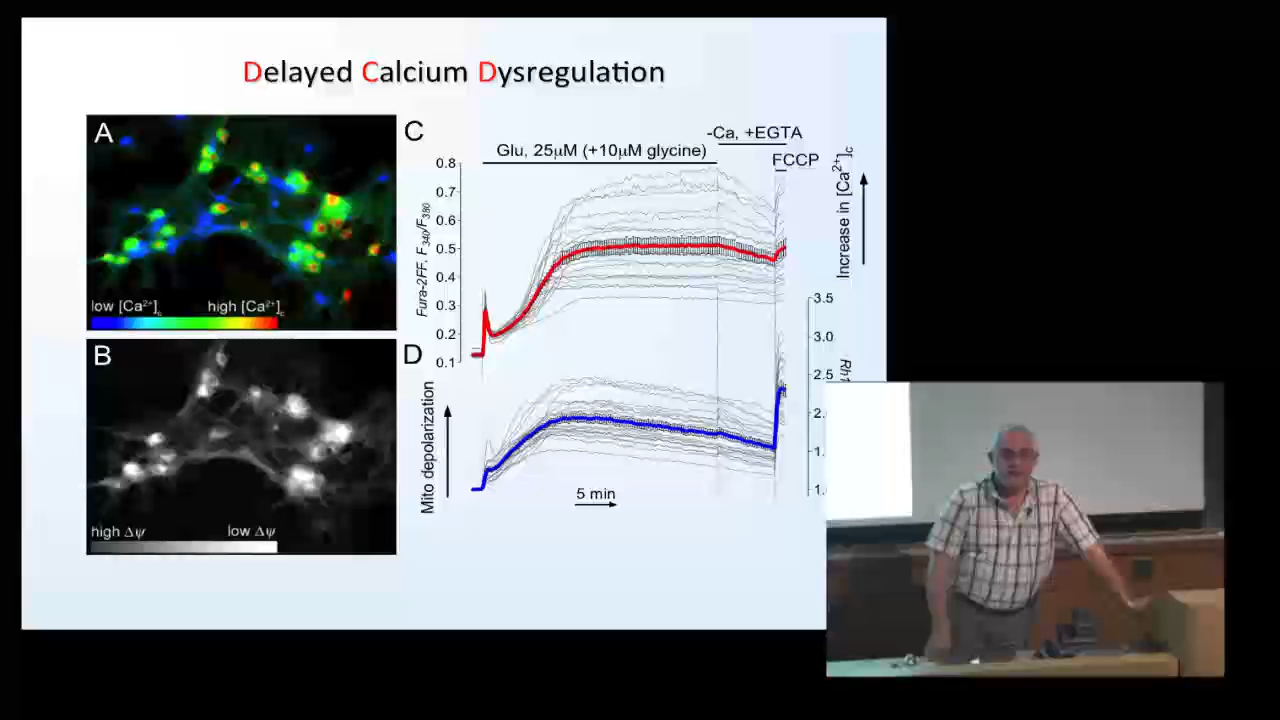 Delayed Calcium Dysregulation
A
low [Ca²⁺]c
high [Ca²⁺]c
B
high Δψ
low Δψ
C
Glu, 25µM (+10µM glycine)
-Ca, +EGTA
FCCP
Fura-2FF, F340/F380
0.8
0.7
0.6
0.5
0.4
0.3
0.2
0.1
Increase in [Ca²⁺]c
D
Mito depolarization
5 min
3.5
3.0
2.5